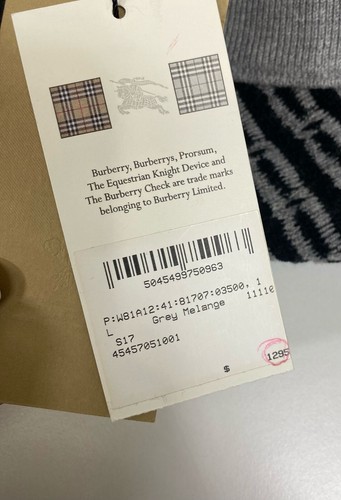 Burberry, Burberrys, Prorsum,
The Equestrian Knight Device and
The Burberry Check are trade marks
belonging to Burberry Limited.
5045499750963
P:W81A12:41:81707:03500, 1
L Grey Melange 11110
S17
45457051001
$ 1295